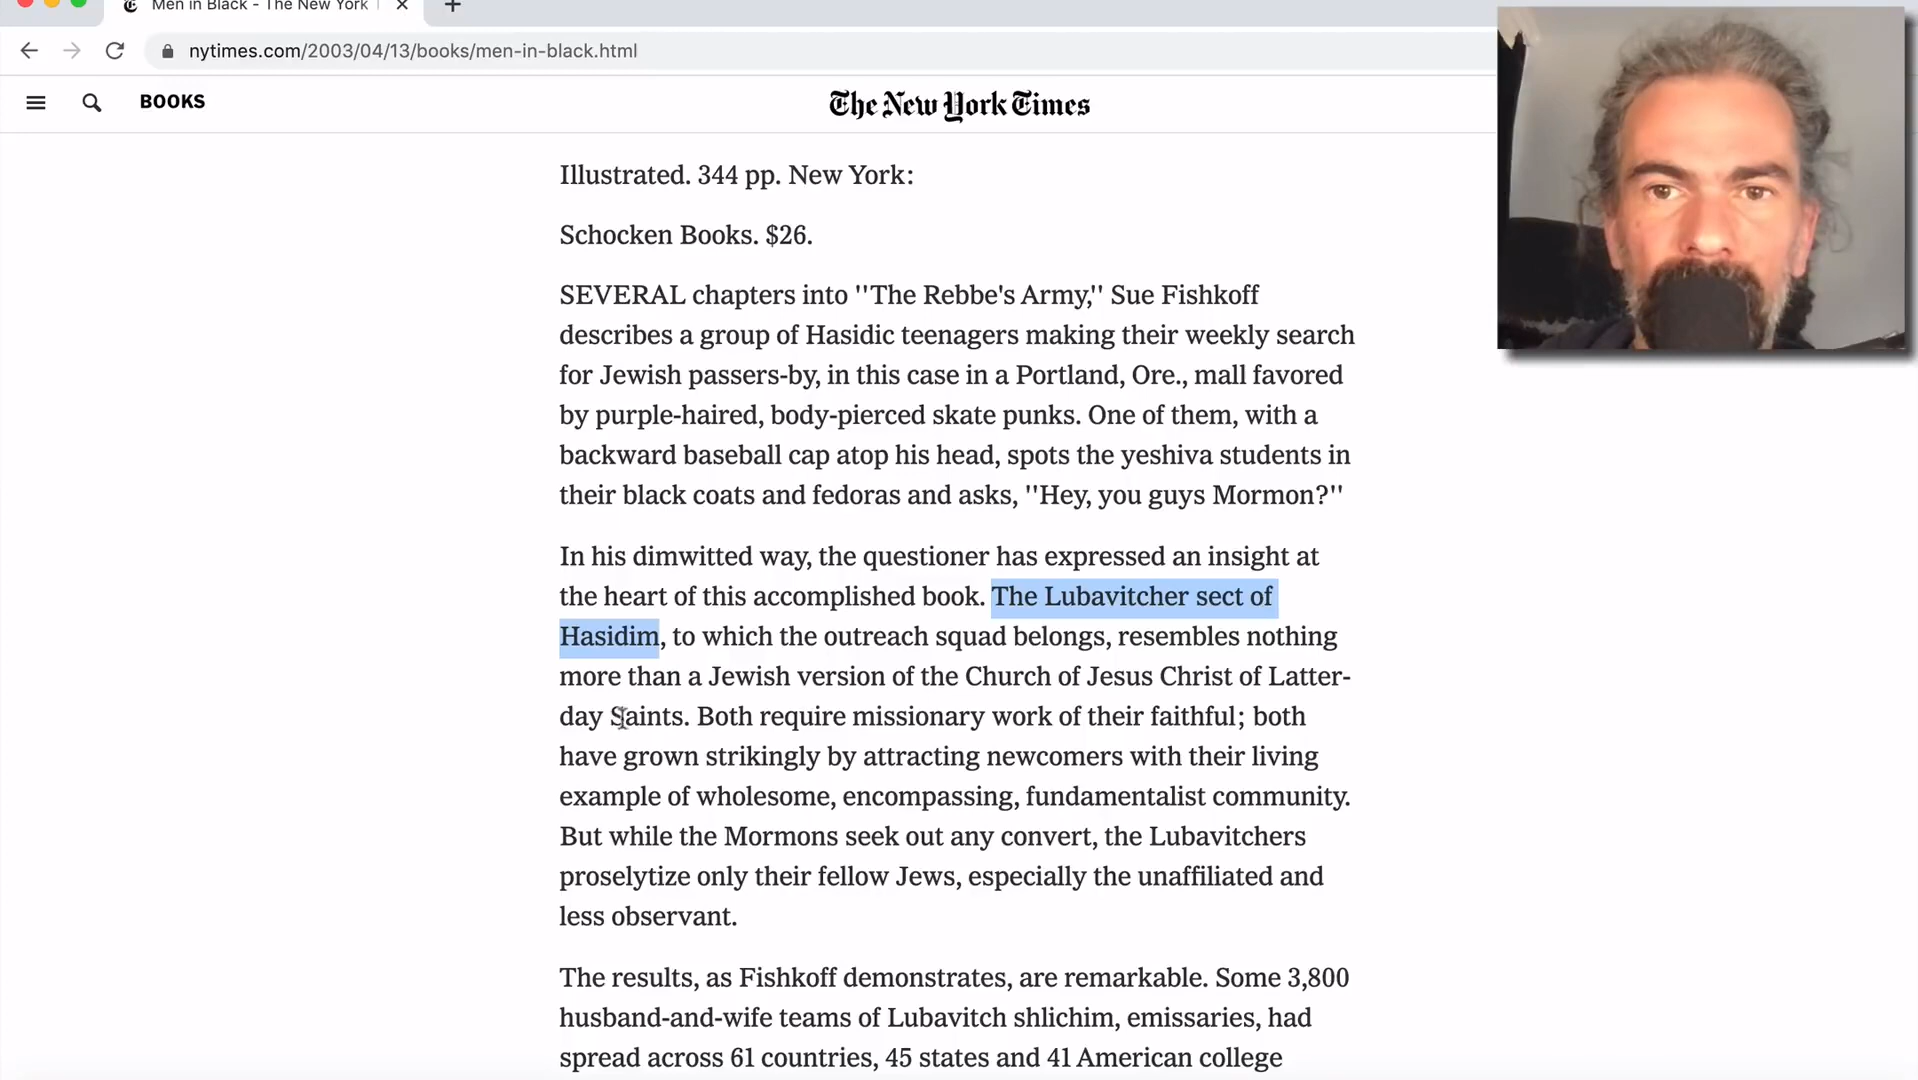 Men in Black - The New York
nytimes.com/2003/04/13/books/men-in-black.html
BOOKS
The New York Times
Illustrated. 344 pp. New York:
Schocken Books. $26.
SEVERAL chapters into ''The Rebbe's Army,'' Sue Fishkoff
describes a group of Hasidic teenagers making their weekly search
for Jewish passers-by, in this case in a Portland, Ore., mall favored
by purple-haired, body-pierced skate punks. One of them, with a
backward baseball cap atop his head, spots the yeshiva students in
their black coats and fedoras and asks, ''Hey, you guys Mormon?''
In his dimwitted way, the questioner has expressed an insight at
the heart of this accomplished book. The Lubavitcher sect of
Hasidim, to which the outreach squad belongs, resembles nothing
more than a Jewish version of the Church of Jesus Christ of Latter-
day Saints. Both require missionary work of their faithful; both
have grown strikingly by attracting newcomers with their living
example of wholesome, encompassing, fundamentalist community.
But while the Mormons seek out any convert, the Lubavitchers
proselytize only their fellow Jews, especially the unaffiliated and
less observant.
The results, as Fishkoff demonstrates, are remarkable. Some 3,800
husband-and-wife teams of Lubavitch shlichim, emissaries, had
spread across 61 countries, 45 states and 41 American college